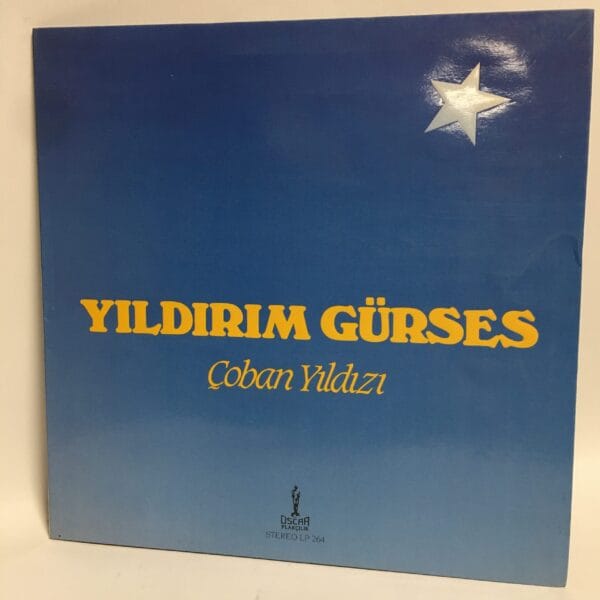 YILDIRIM GÜRSES
Çoban Yıldızı
OSCAR
PLAKÇILIK
STEREO LP 264